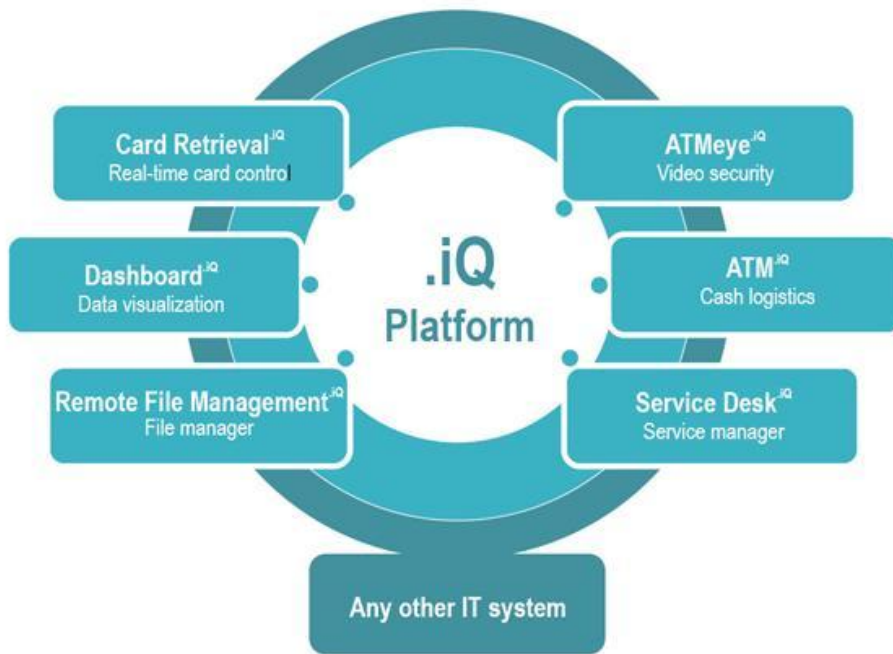 Card Retrieval.iQ
Real-time card control
ATMeye.iQ
Video security
Dashboard.iQ
Data visualization
.iQ
Platform
ATM.iQ
Cash logistics
Remote File Management.iQ
File manager
Service Desk.iQ
Service manager
Any other IT system